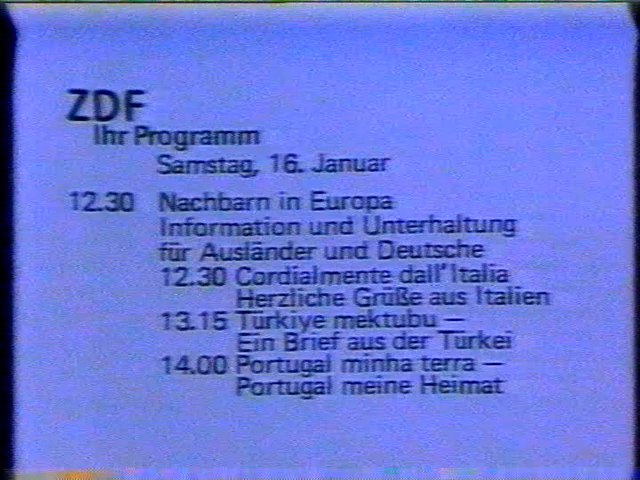 ZDF
Ihr Programm
Samstag, 16. Januar
12.30 Nachbarn in Europa
Information und Unterhaltung
für Ausländer und Deutsche
12.30 Cordialmente dall'Italia
Herzliche Grüße aus Italien
13.15 Türkiye mektubu —
Ein Brief aus der Türkei
14.00 Portugal minha terra —
Portugal meine Heimat